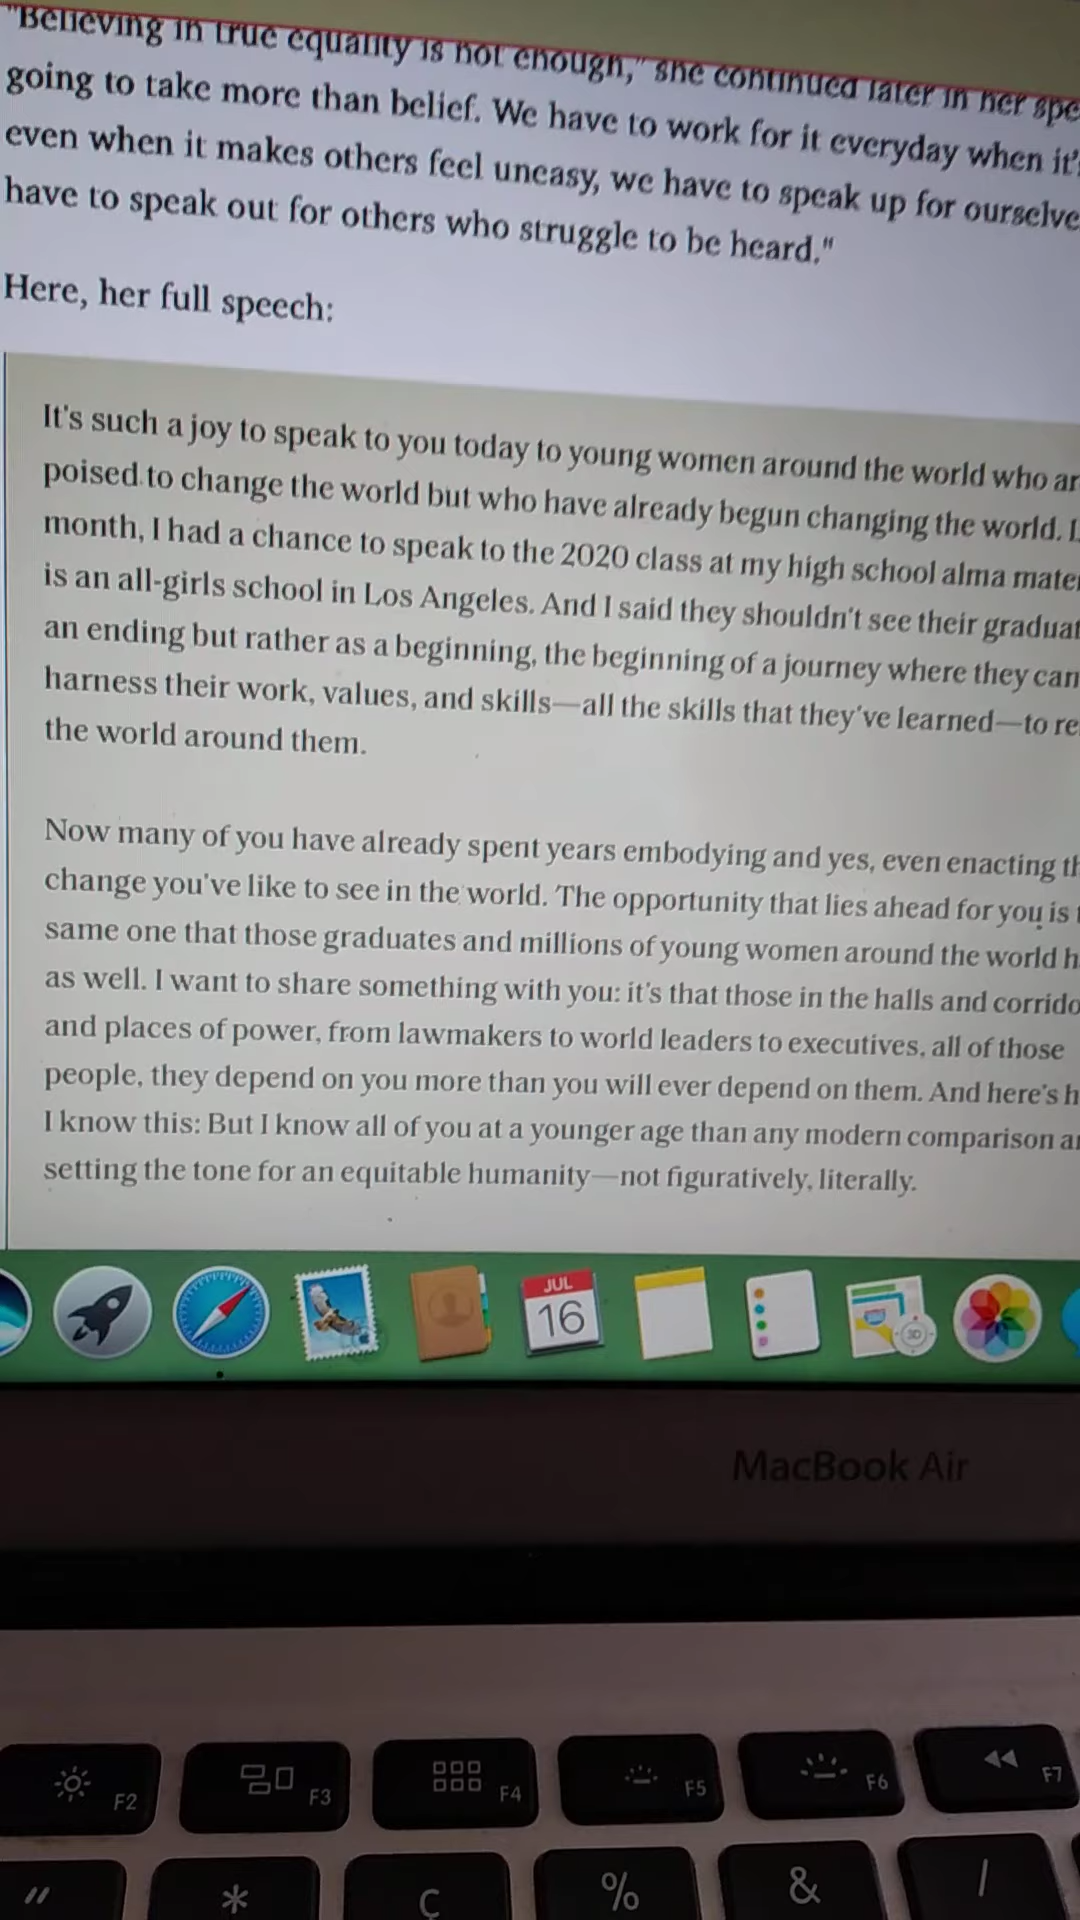 "Believing in true equality is not enough," she continued later in her spe
going to take more than belief. We have to work for it everyday when it'
even when it makes others feel uneasy, we have to speak up for ourselve
have to speak out for others who struggle to be heard."
Here, her full speech:
It's such a joy to speak to you today to young women around the world who ar
poised to change the world but who have already begun changing the world.
month, I had a chance to speak to the 2020 class at my high school alma mate
is an all-girls school in Los Angeles. And I said they shouldn't see their graduat
an ending but rather as a beginning, the beginning of a journey where they can
harness their work, values, and skills—all the skills that they've learned—to re
the world around them.
Now many of you have already spent years embodying and yes, even enacting th
change you've like to see in the world. The opportunity that lies ahead for you is
same one that those graduates and millions of young women around the world h
as well. I want to share something with you: it's that those in the halls and corrido
and places of power, from lawmakers to world leaders to executives, all of those
people, they depend on you more than you will ever depend on them. And here's h
I know this: But I know all of you at a younger age than any modern comparison ar
setting the tone for an equitable humanity—not figuratively, literally.
JUL
16
3D
MacBook Air
F2 F3 F4 F5 F6 F7
" * Ç % & /